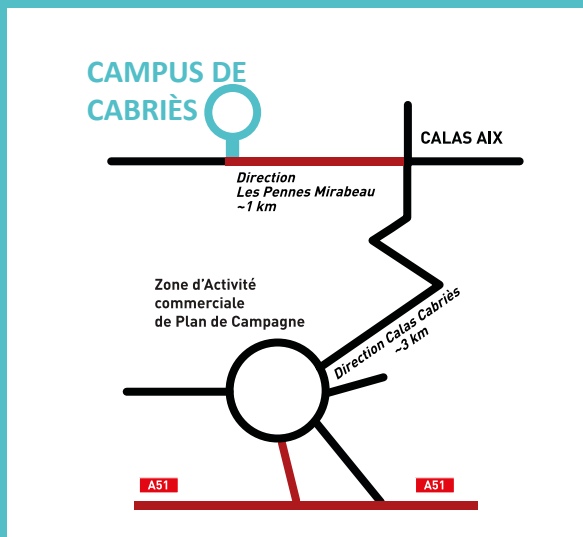 CAMPUS DE
CABRIÈS
CALAS AIX
Direction
Les Pennes Mirabeau
~1 km
Zone d'Activité
commerciale
de Plan de Campagne
Direction Calas Cabriès
~3 km
A51
A51